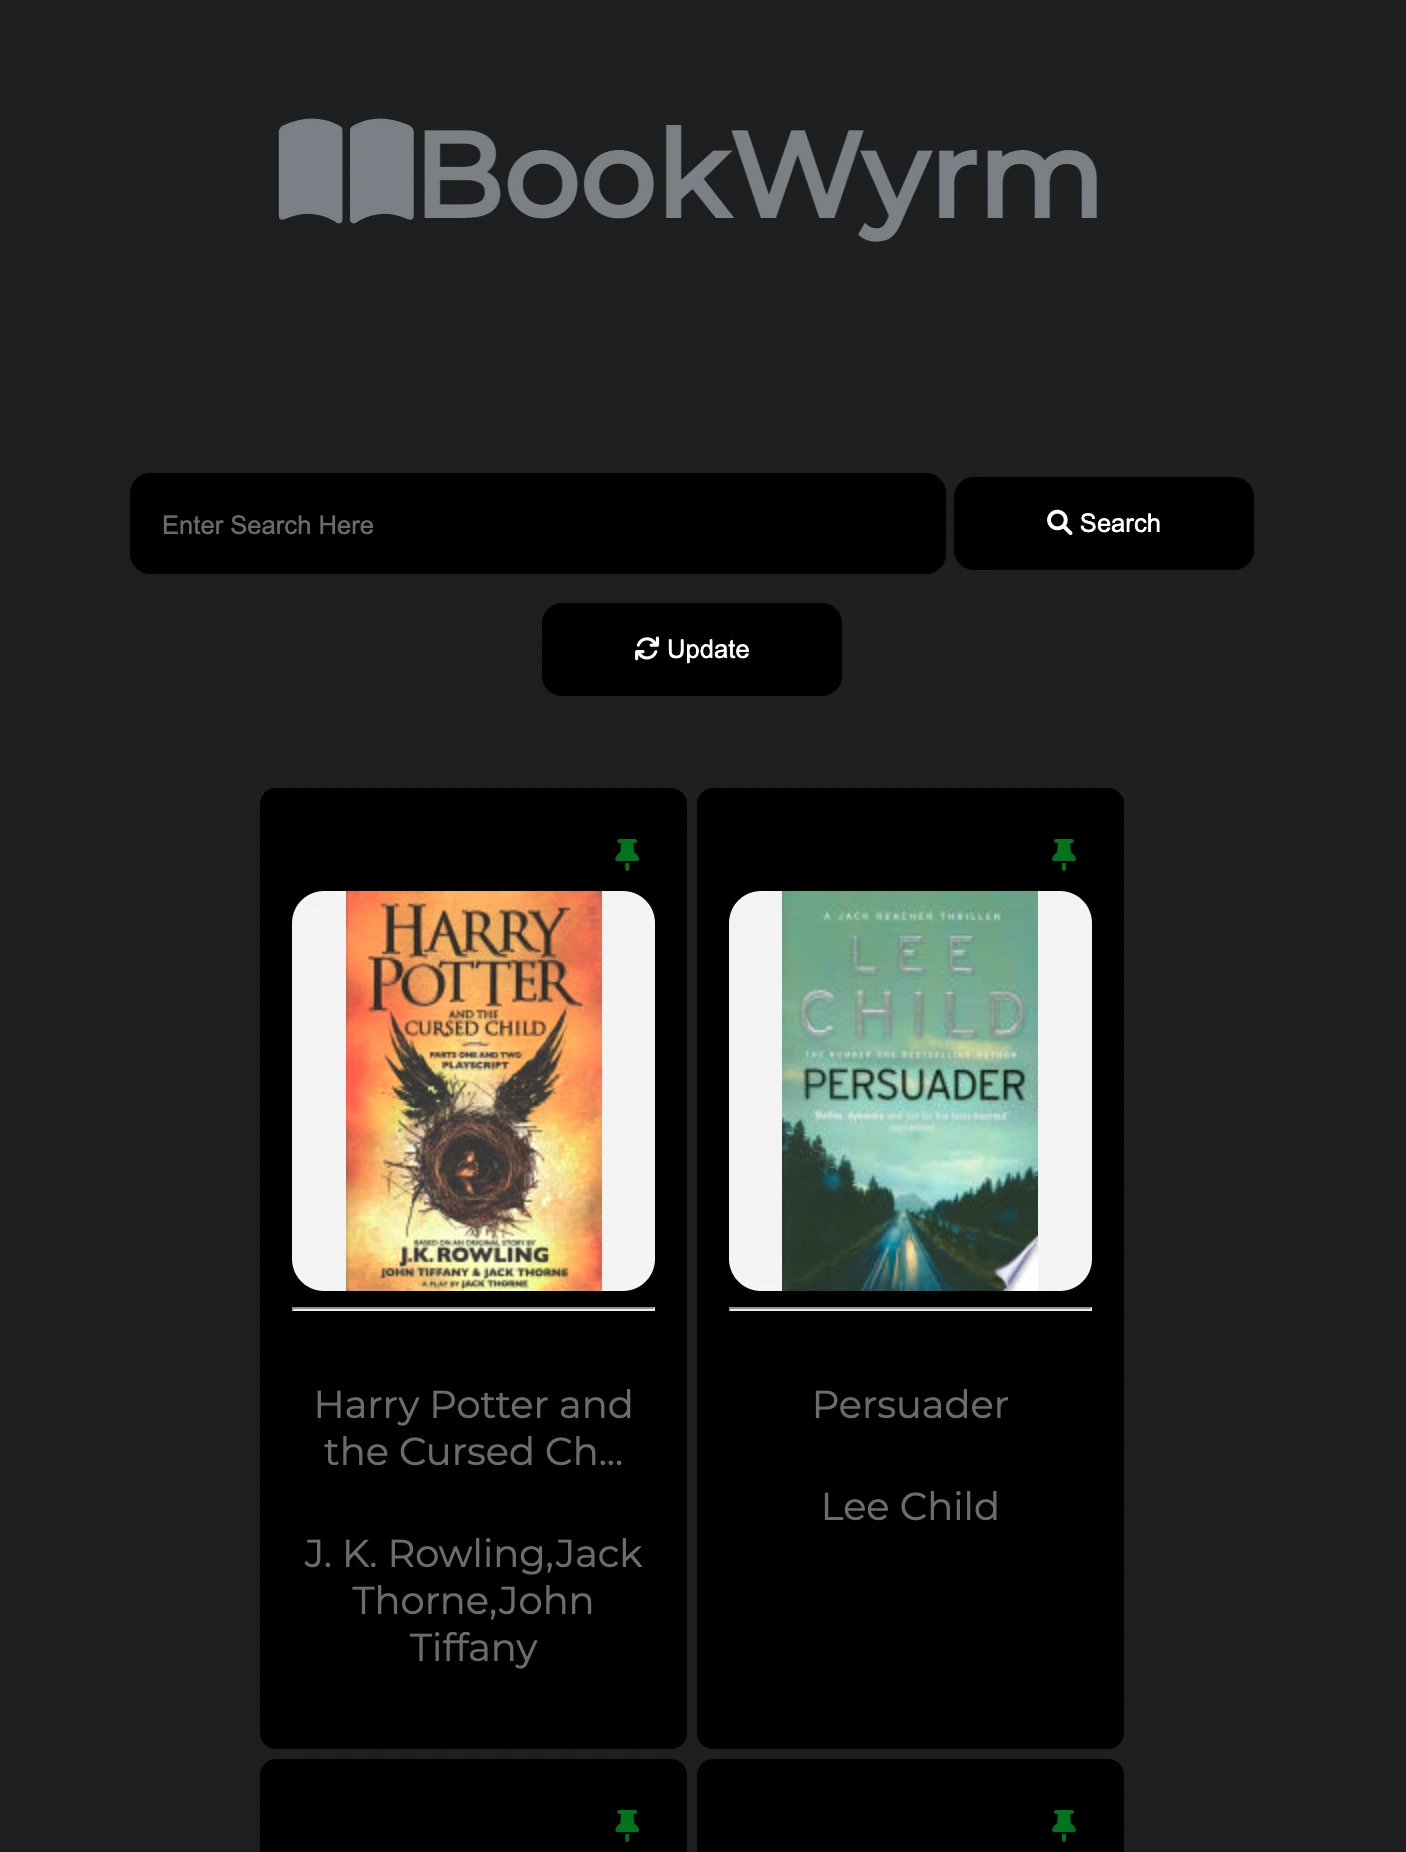 BookWyrm
Enter Search Here
Search
Update
HARRY
POTTER
AND THE
CURSED CHILD
PARTS ONE AND TWO
PLAYSCRIPT
BASED ON AN ORIGINAL STORY BY
J.K. ROWLING
JOHN TIFFANY & JACK THORNE
A PLAY BY JACK THORNE
A JACK REACHER THRILLER
LEE
CHILD
THE NUMBER ONE BESTSELLING AUTHOR
PERSUADER
Harry Potter and
the Cursed Ch...
J. K. Rowling,Jack
Thorne,John
Tiffany
Persuader
Lee Child